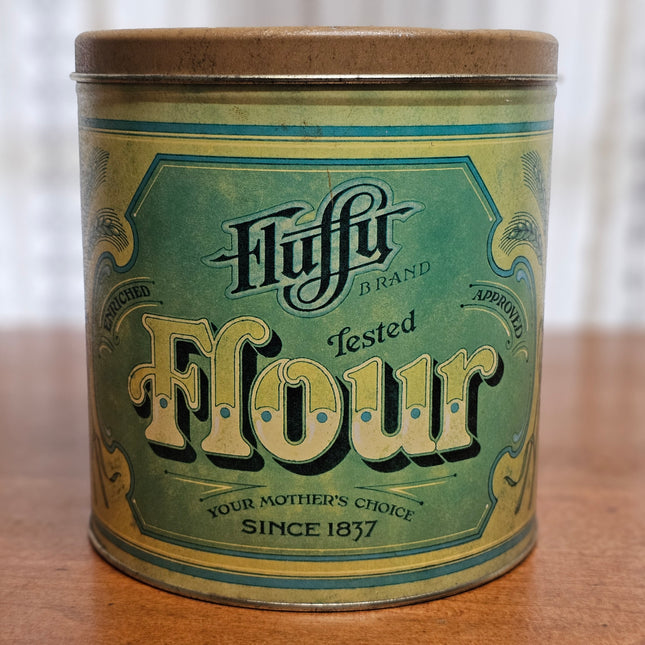 Fluffy
BRAND
ENRICHED
APPROVED
Tested
Flour
YOUR MOTHER'S CHOICE
SINCE 1837